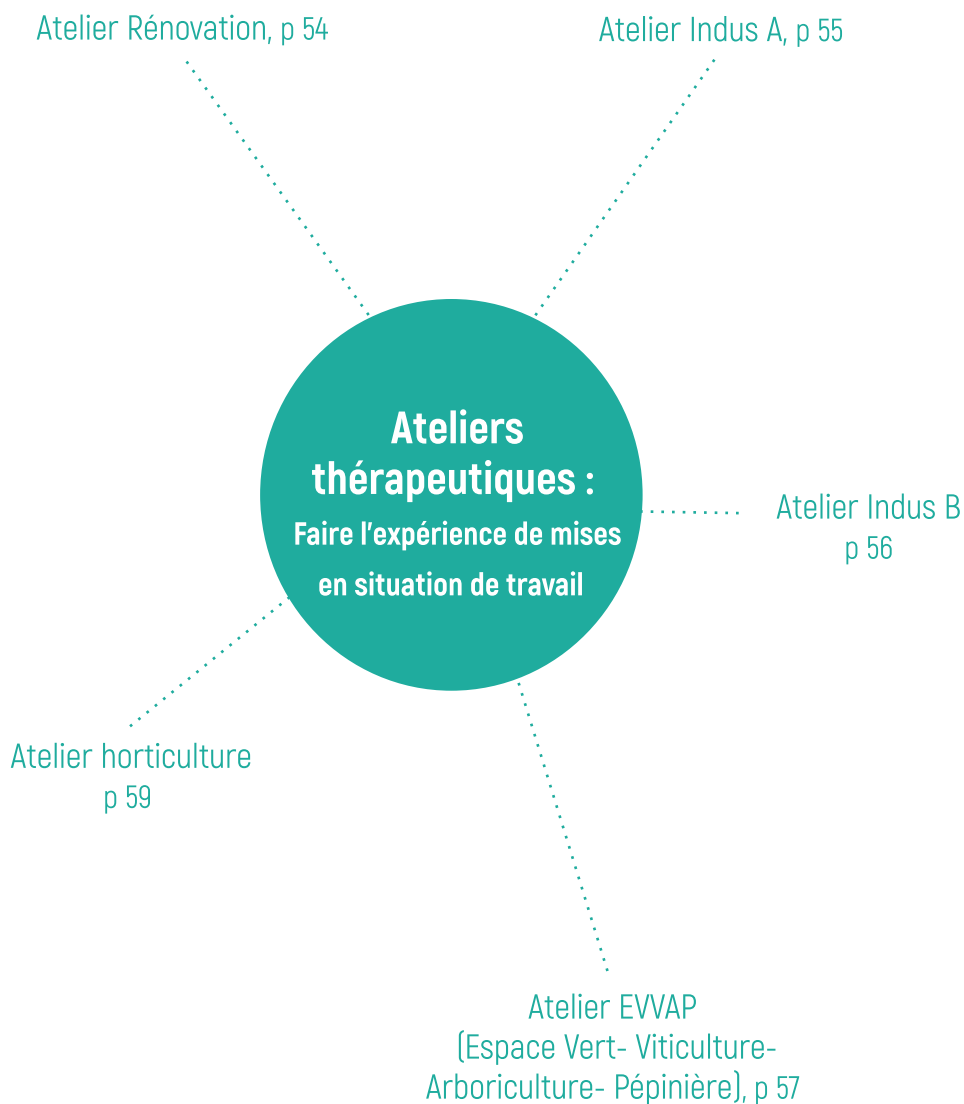 Atelier Rénovation, p 54
Atelier Indus A, p 55
Ateliers
thérapeutiques :
Faire l'expérience de mises
en situation de travail
Atelier Indus B
p 56
Atelier horticulture
p 59
Atelier EVVAP
(Espace Vert- Viticulture-
Arboriculture- Pépinière), p 57